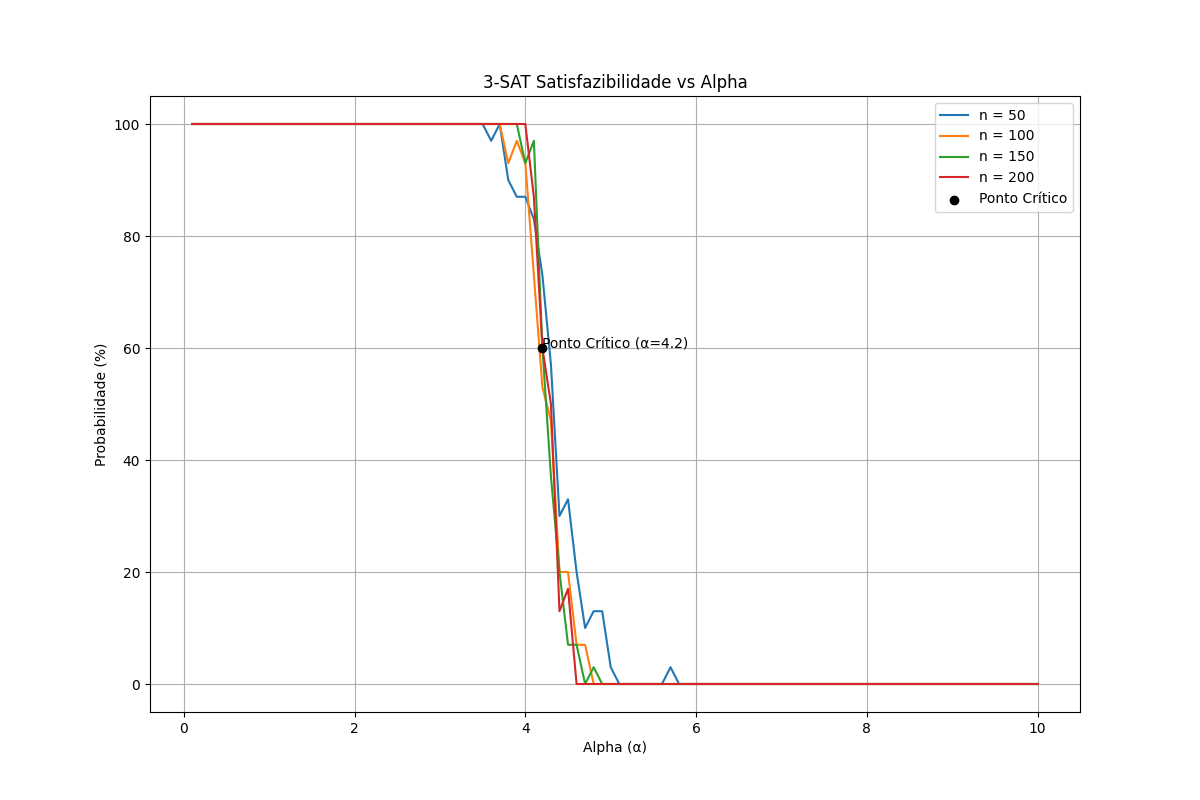 3-SAT Satisfazibilidade vs Alpha
n = 50
n = 100
n = 150
n = 200
Ponto Crítico
Ponto Crítico (α=4.2)
Probabilidade (%)
100
80
60
40
20
0
0
2
4
6
8
10
Alpha (α)